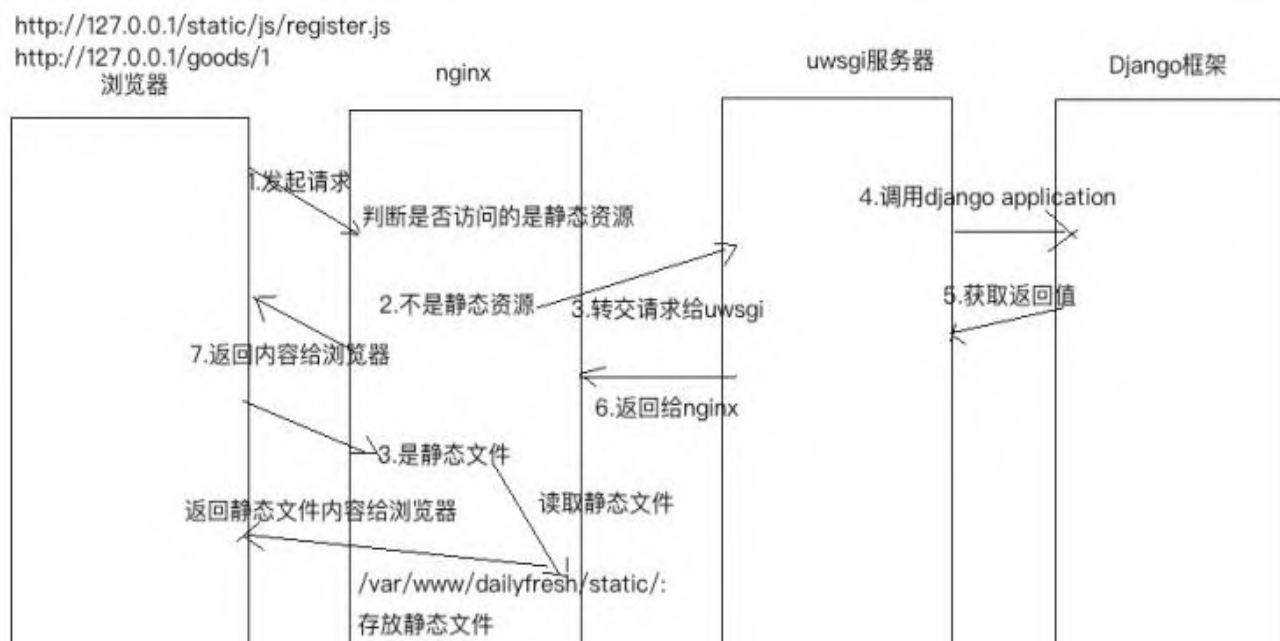 http://127.0.0.1/static/js/register.js
http://127.0.0.1/goods/1
浏览器
nginx
uwsgi服务器
Django框架
1.发起请求
判断是否访问的是静态资源
4.调用django application
2.不是静态资源
3.转交请求给uwsgi
5.获取返回值
7.返回内容给浏览器
6.返回给nginx
3.是静态文件
读取静态文件
返回静态文件内容给浏览器
/var/www/dailyfresh/static/:
存放静态文件